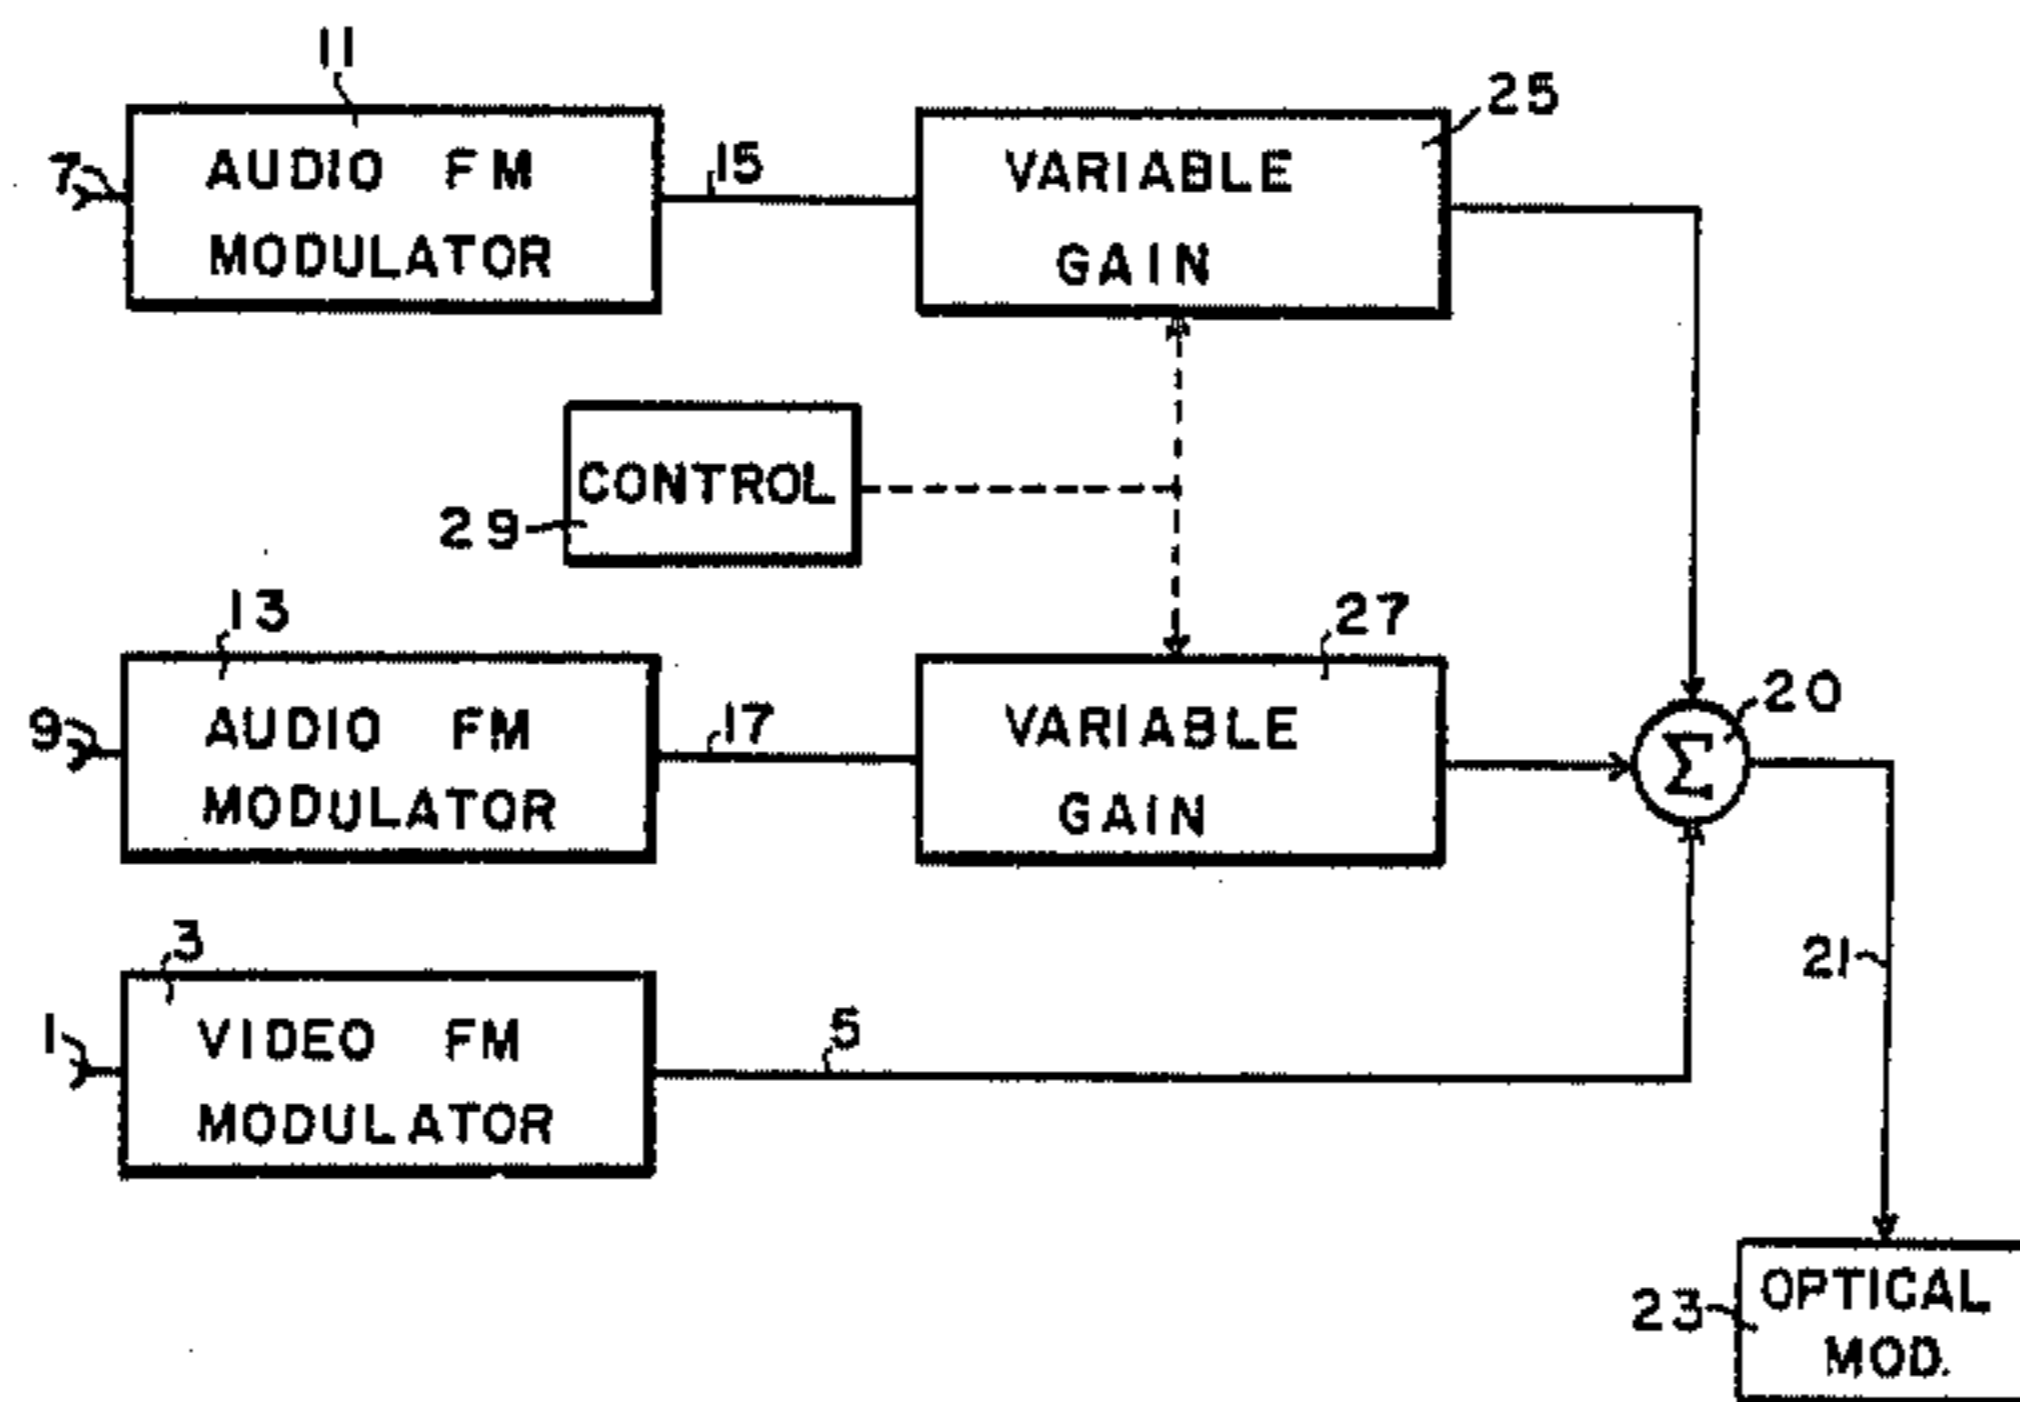 11
25
7
AUDIO FM
MODULATOR
15
VARIABLE
GAIN
CONTROL
29
13
27
9
AUDIO FM
MODULATOR
17
VARIABLE
GAIN
20
Σ
3
1
VIDEO FM
MODULATOR
5
21
23
OPTICAL
MOD.